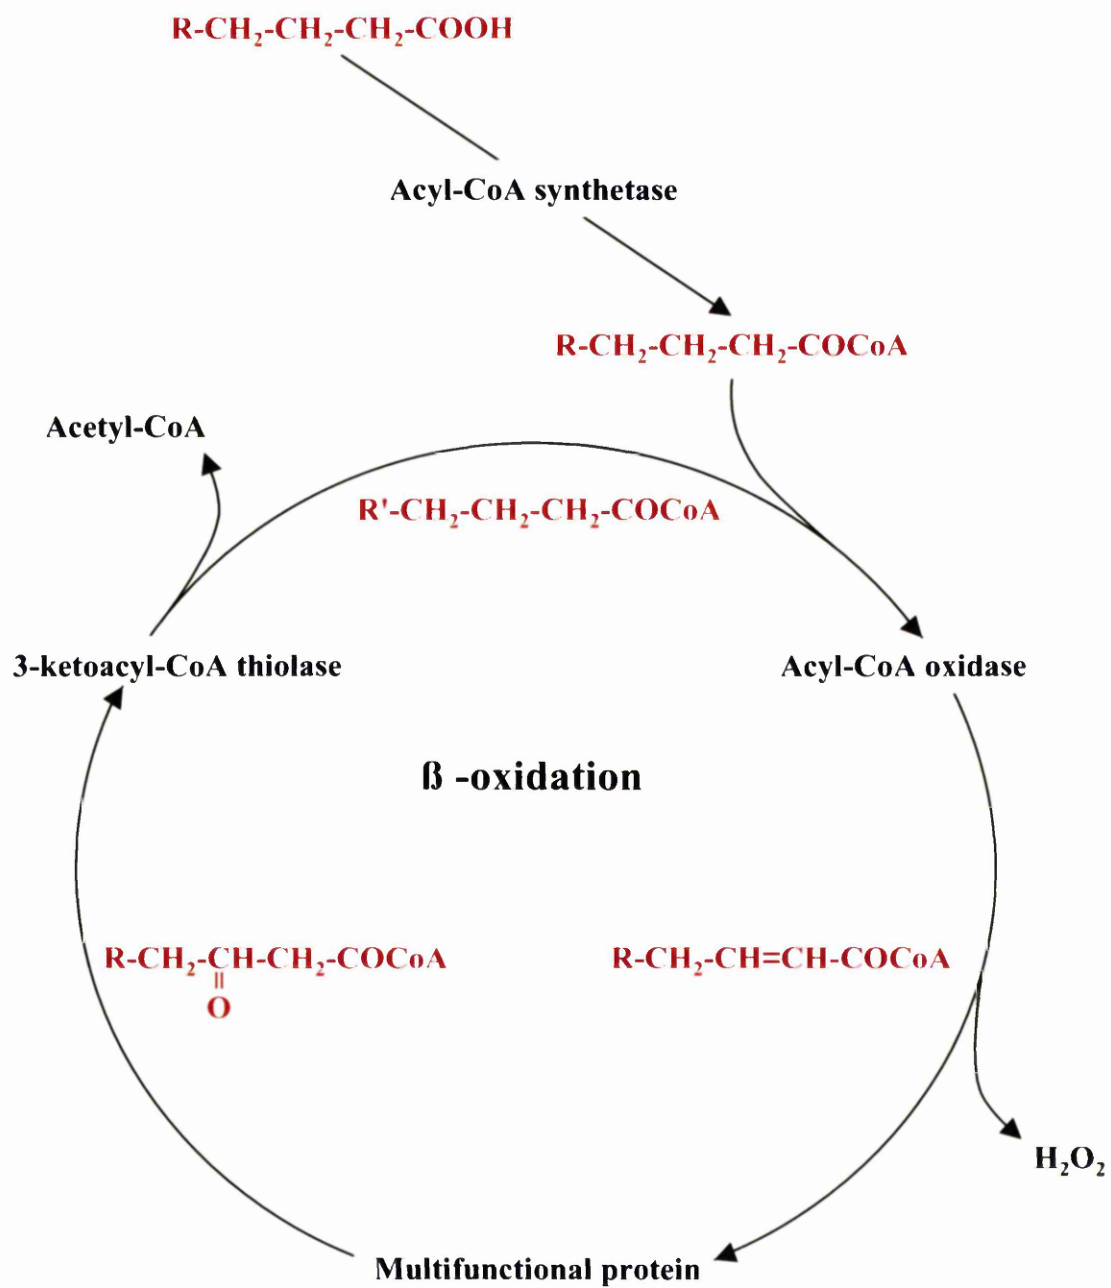 R-CH₂-CH₂-CH₂-COOH
Acyl-CoA synthetase
R-CH₂-CH₂-CH₂-COCoA
Acetyl-CoA
R'-CH₂-CH₂-CH₂-COCoA
3-ketoacyl-CoA thiolase
Acyl-CoA oxidase
ß -oxidation
R-CH₂-CH-CH₂-COCoA
=
O
R-CH₂-CH=CH-COCoA
H₂O₂
Multifunctional protein